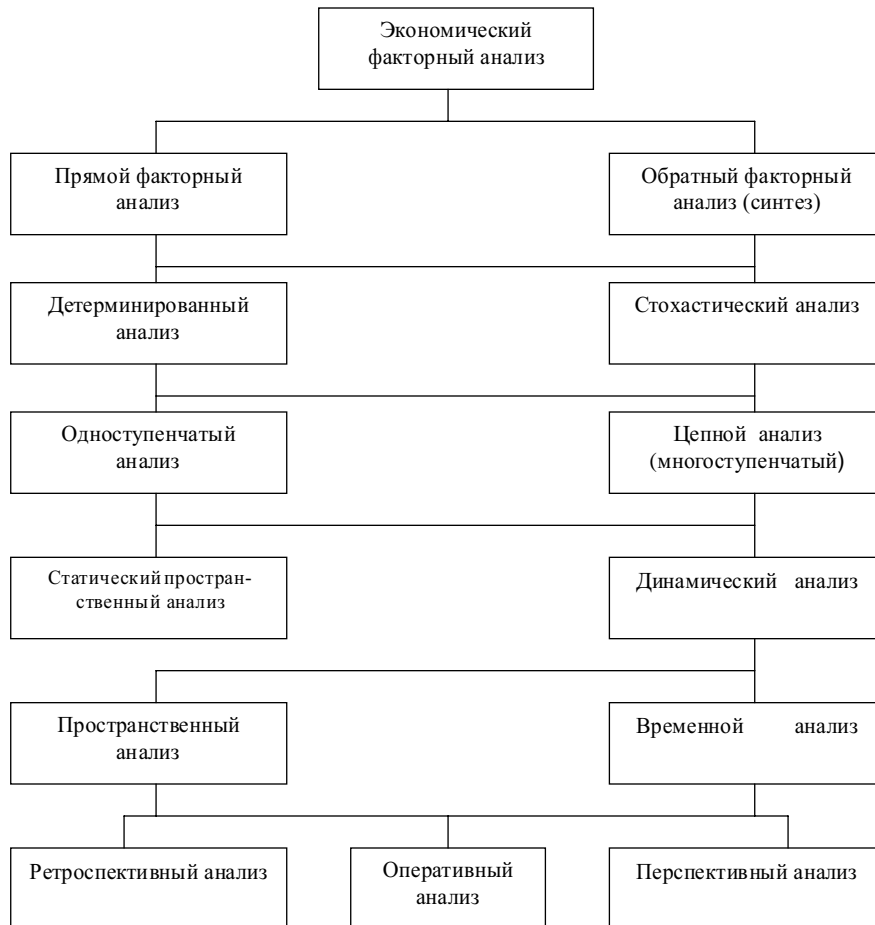 Экономический
факторный анализ
Прямой факторный
анализ
Обратный факторный
анализ (синтез)
Детерминированный
анализ
Стохастический анализ
Одноступенчатый
анализ
Цепной анализ
(многоступенчатый)
Статический простран-
ственный анализ
Динамический анализ
Пространственный
анализ
Временной анализ
Ретроспективный анализ
Оперативный
анализ
Перспективный анализ